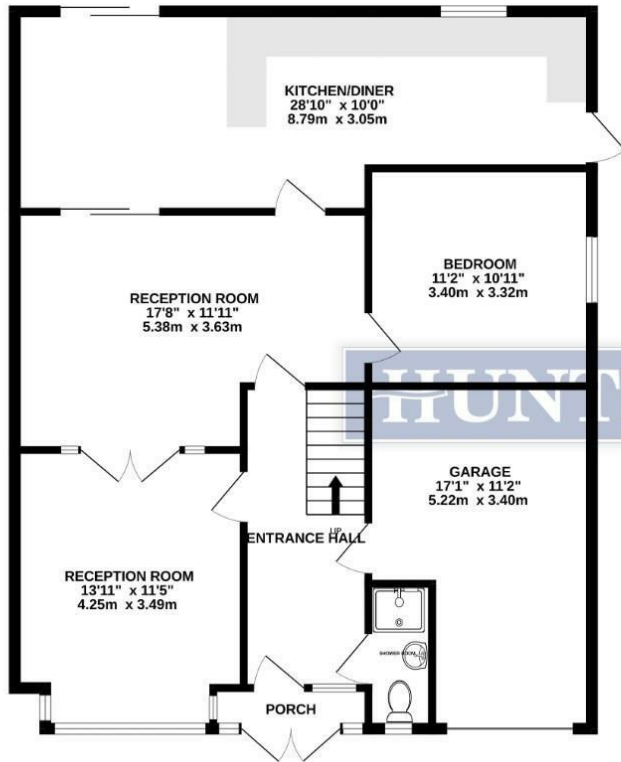 KITCHEN/DINER
28'10" x 10'0"
8.79m x 3.05m
BEDROOM
11'2" x 10'11"
3.40m x 3.32m
RECEPTION ROOM
17'8" x 11'11"
5.38m x 3.63m
HUNT
GARAGE
17'1" x 11'2"
5.22m x 3.40m
UP
ENTRANCE HALL
RECEPTION ROOM
13'11" x 11'5"
4.25m x 3.49m
SHOWER ROOM
PORCH